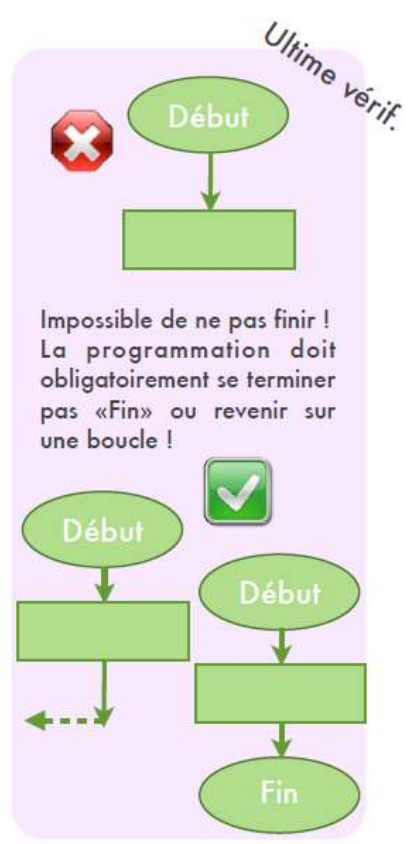 Ultime vérif.
Début
Impossible de ne pas finir !
La programmation doit
obligatoirement se terminer
pas «Fin» ou revenir sur
une boucle !
Début
Début
Fin